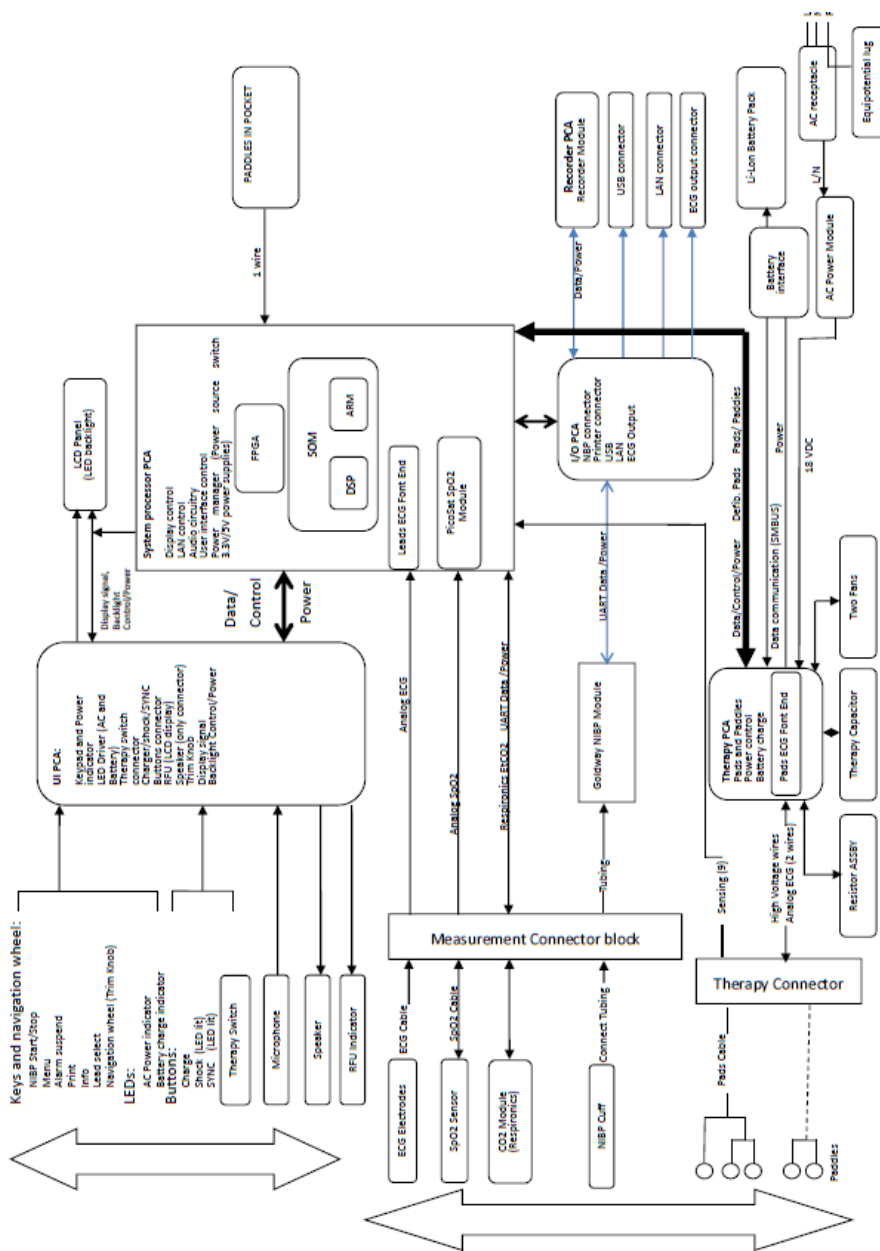 Keys and navigation wheel:
NIBP Start/Stop
Menu
Alarm suspend
Print
Info
Lead select
Navigation wheel (Trim Knob)
LEDs:
AC Power indicator
Battery charge indicator
Buttons:
Charge
Shock (LED lit)
SYNC (LED lit)
Therapy Switch
Microphone
Speaker
RFU Indicator
UI PCA:
Keypad and Power
indicator
LED Driver (AC and
Battery)
Therapy switch
connector
Charger/shock/SYNC
Buttons connector
RFU (LCD display)
Speaker (only connector)
Trim Knob
Display signal
Backlight Control/Power
Display signal,
Backlight
Control/Power
LCD Panel
(LED backlight)
Data/
Control
Power
System processor PCA
Display control
LAN control
Audio circuitry
User interface control
Power manager (Power source switch
3.3V/5V power supplies)
FPGA
SOM
DSP
ARM
Leads ECG Font End
PicoSat SpO2
Module
1 wire
PADDLES IN POCKET
ECG Electrodes
ECG Cable
SpO2 Sensor
SpO2 Cable
CO2 Module
(Respironics)
NIBP Cuff
Connect Tubing
Measurement Connector block
Analog ECG
Analog SpO2
Respironics EtCO2 UART Data /Power
Tubing
Goldway NIBP Module
UART Data /Power
I/O PCA
NBP connector
Printer connector
USB
LAN
ECG Output
Data/Power
Recorder PCA
Recorder Module
USB connector
LAN connector
ECG output connector
Paddles
Pads Cable
Therapy Connector
Sensing (9)
High Voltage wires
Analog ECG (2 wires)
Therapy PCA
Pads and Paddles
Power control
Battery charge
Pads ECG Font End
Resistor ASSBY
Therapy Capacitor
Two Fans
Data/Control/Power Defib. Pads Pads/ Paddles
Data communication (SMBUS)
Power
18 VDC
Battery
interface
Li-Lon Battery Pack
AC Power Module
L/N
AC receptacle
Equipotential lug